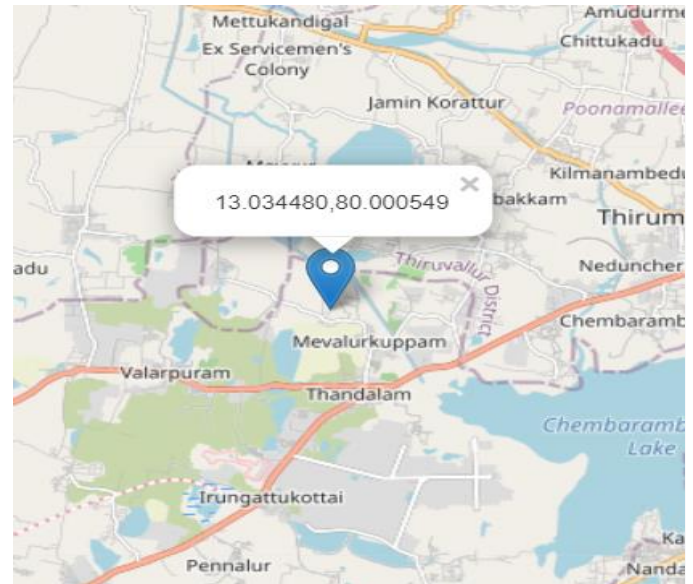 Mettukandigal
Amudurme
Ex Servicemen's
Colony
Chittukadu
Jamin Korattur
Poonamallee
Kilmanambedu
bakkam
×
13.034480,80.000549
Thirum
adu
Thiruvallur District
Neduncher
Chembaramb
Mevalurkuppam
Valarpuram
Thandalam
Chembaramb
Lake
Irungattukottai
Ka
Pennalur
Nanda